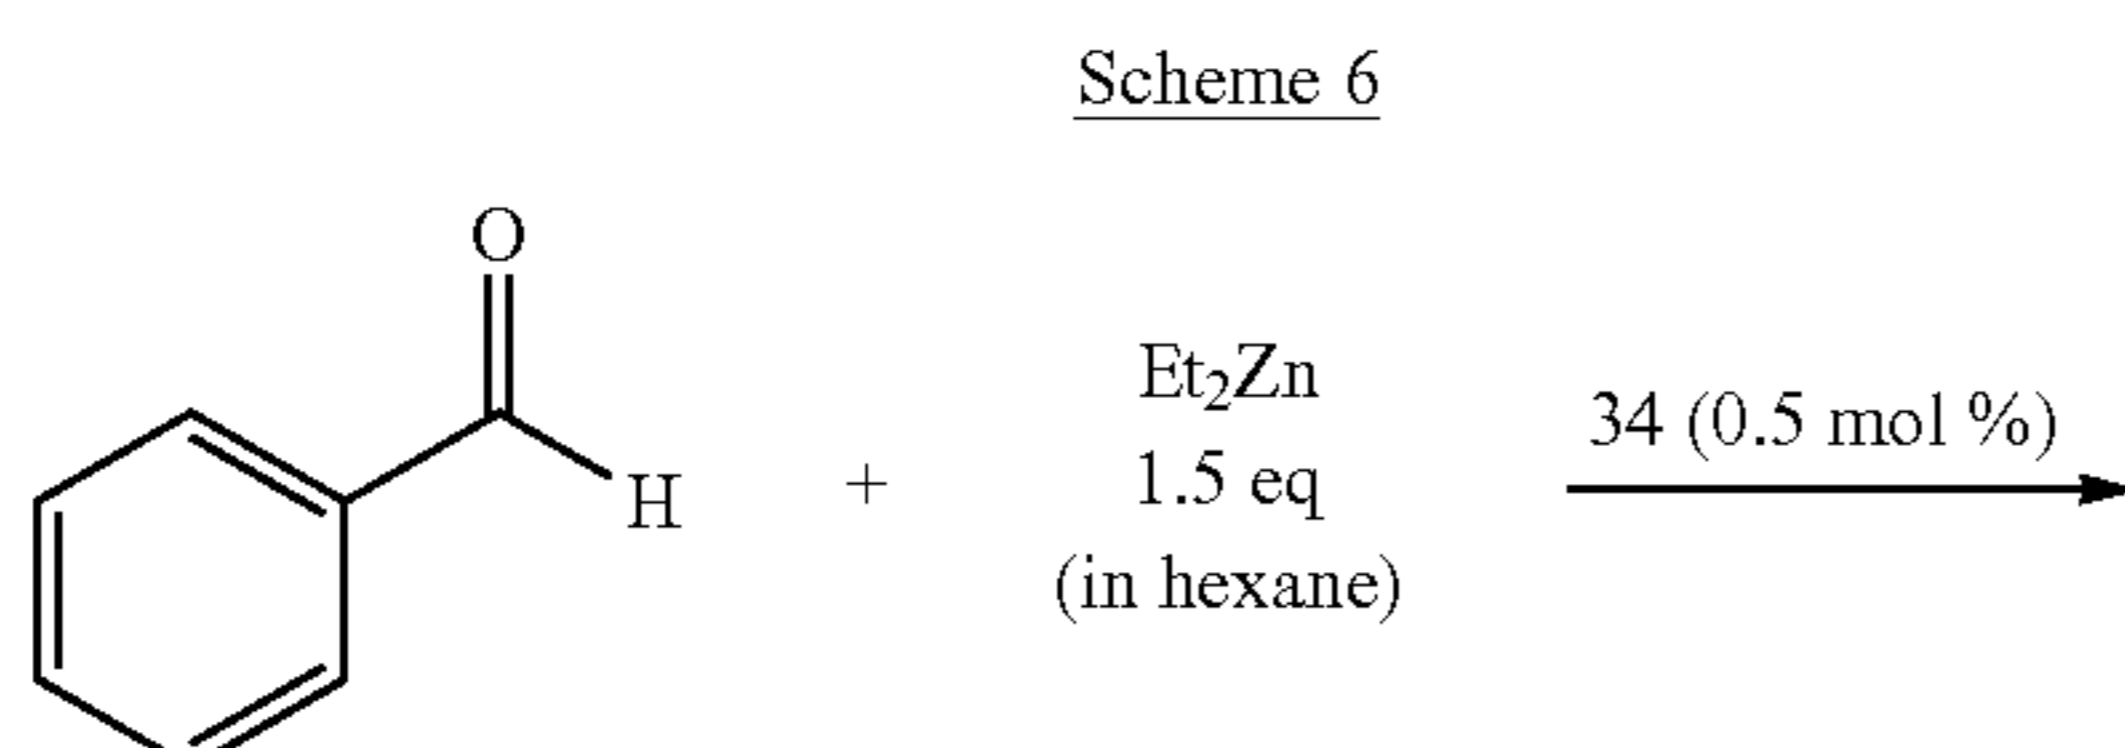 Scheme 6
O
Et₂Zn
34 (0.5 mol %)
+
1.5 eq
H
(in hexane)